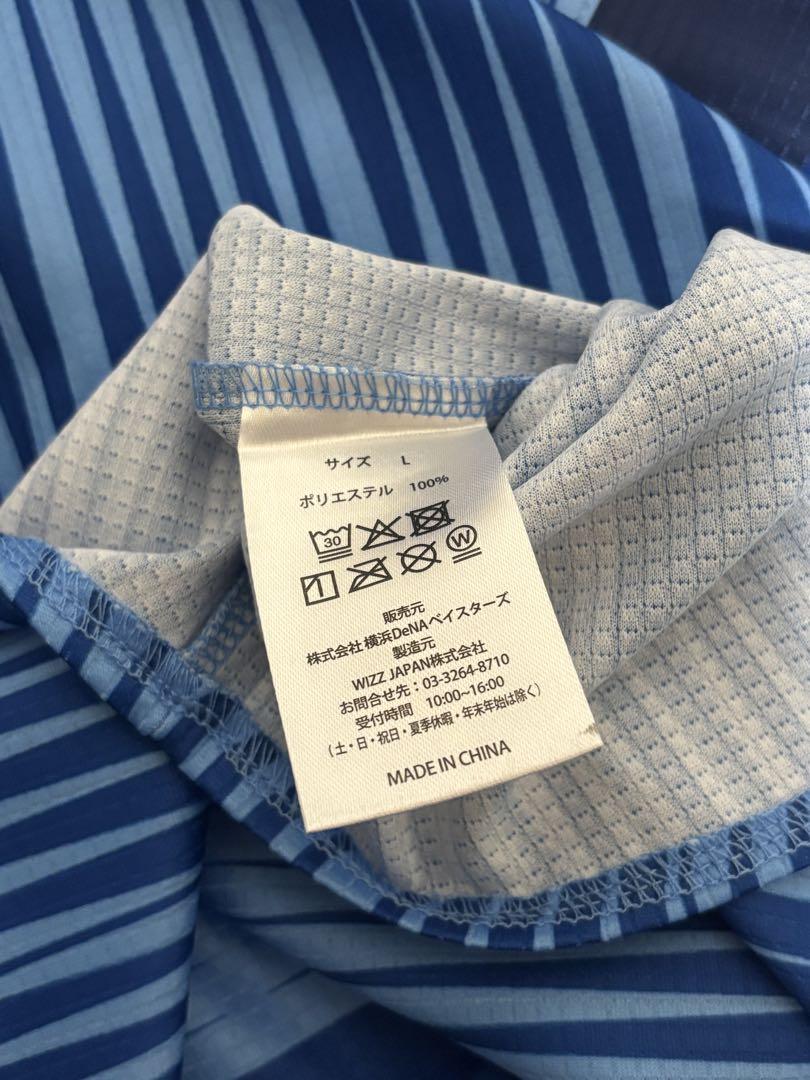 サイズ L
ポリエステル 100%
30
1 W
販売元
株式会社 横浜DeNAベイスターズ
製造元
WIZZ JAPAN株式会社
お問合せ先：03-3264-8710
受付時間 10:00~16:00
（土・日・祝日・夏季休暇・年末年始は除く）
MADE IN CHINA